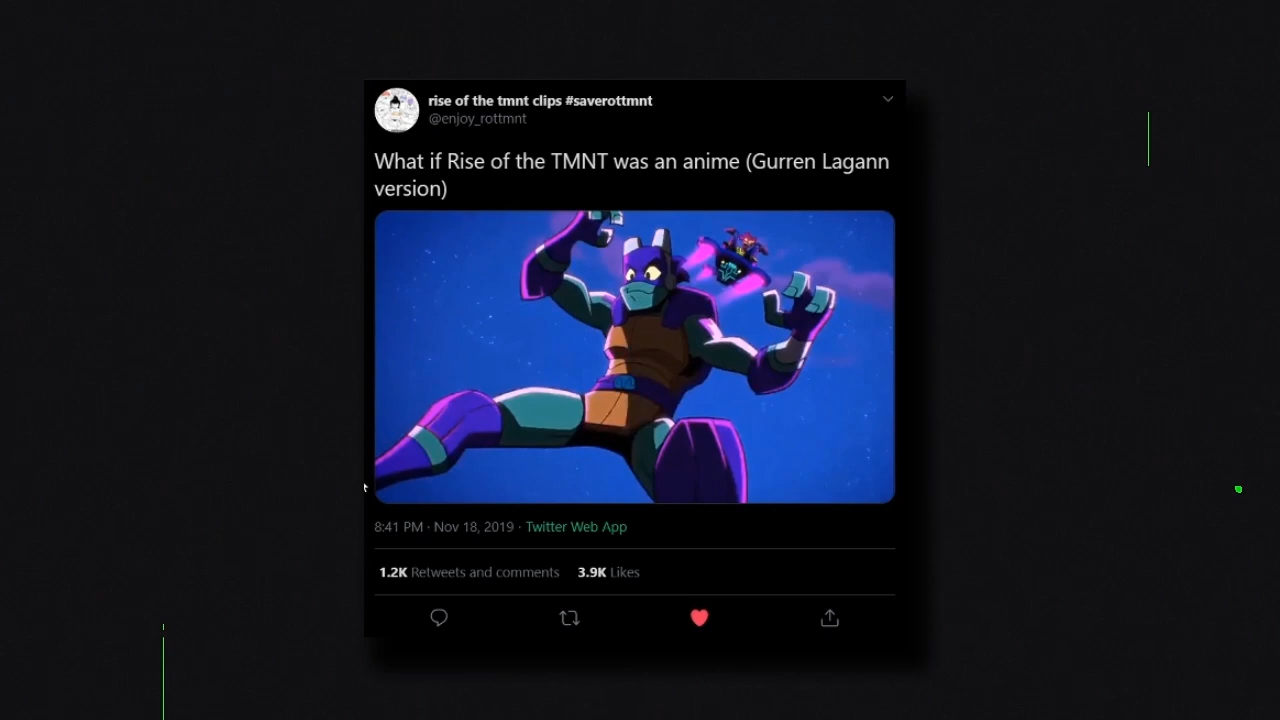 rise of the tmnt clips #saverottmnt
@enjoy_rottmnt
What if Rise of the TMNT was an anime (Gurren Lagann
version)
8:41 PM · Nov 18, 2019 · Twitter Web App
1.2K Retweets and comments 3.9K Likes